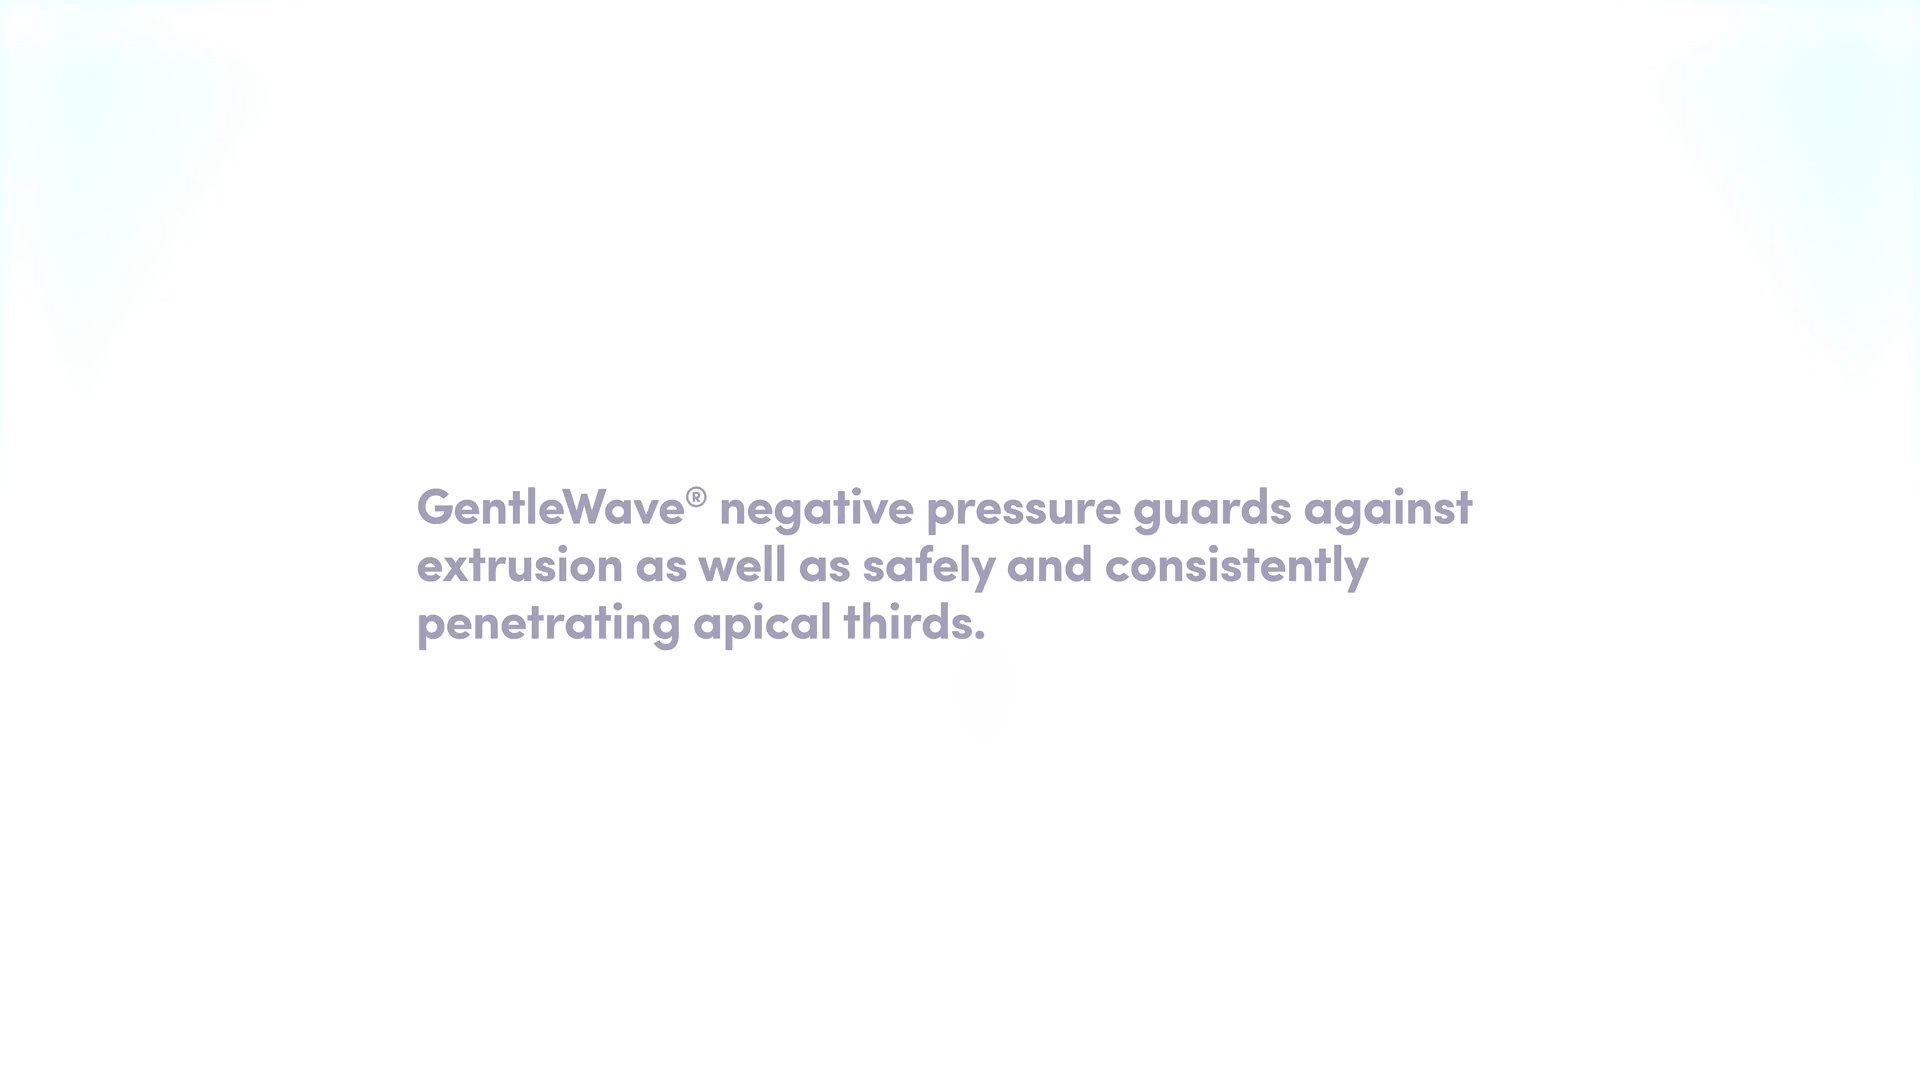 GentleWave® negative pressure guards against
extrusion as well as safely and consistently
penetrating apical thirds.